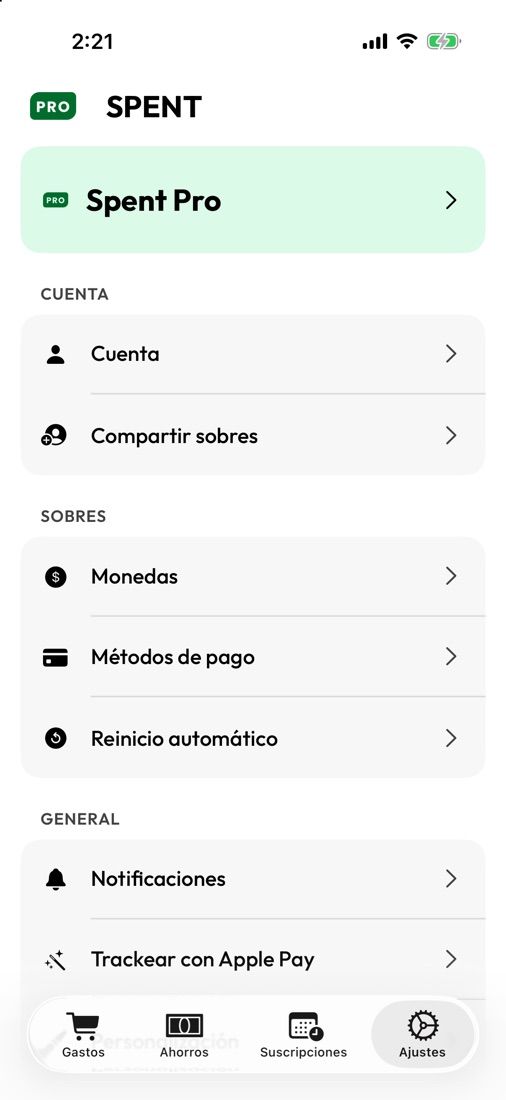 2:21
PRO SPENT
PRO Spent Pro
CUENTA
Cuenta
Compartir sobres
SOBRES
Monedas
Métodos de pago
Reinicio automático
GENERAL
Notificaciones
Trackear con Apple Pay
Personalización
Gastos Ahorros Suscripciones Ajustes